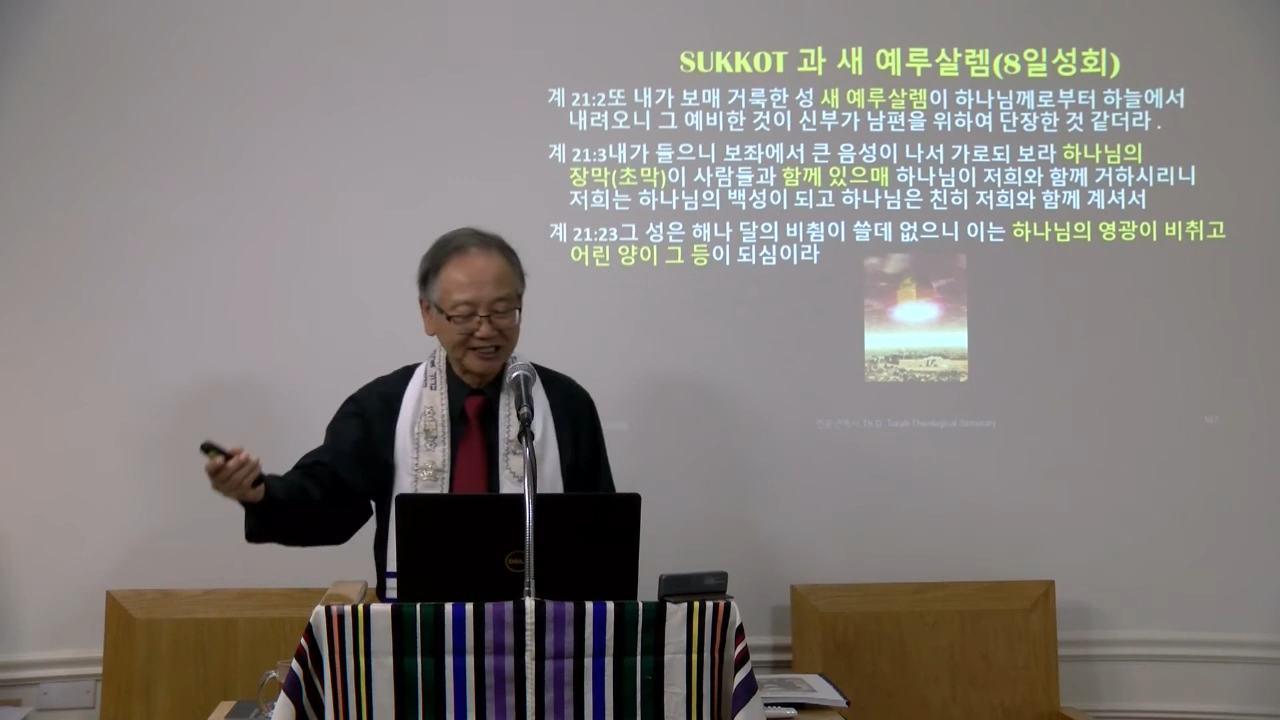 SUKKOT 과 새 예루살렘(8일성회)
계 21:2또 내가 보매 거룩한 성 새 예루살렘이 하나님께로부터 하늘에서
내려오니 그 예비한 것이 신부가 남편을 위하여 단장한 것 같더라 .
계 21:3내가 들으니 보좌에서 큰 음성이 나서 가로되 보라 하나님의
장막(초막)이 사람들과 함께 있으매 하나님이 저희와 함께 거하시리니
저희는 하나님의 백성이 되고 하나님은 친히 저희와 함께 계셔서
계 21:23그 성은 해나 달의 비췸이 쓸데 없으니 이는 하나님의 영광이 비취고
어린 양이 그 등이 되심이라
Th.D. Torah Theological Seminary
DELL